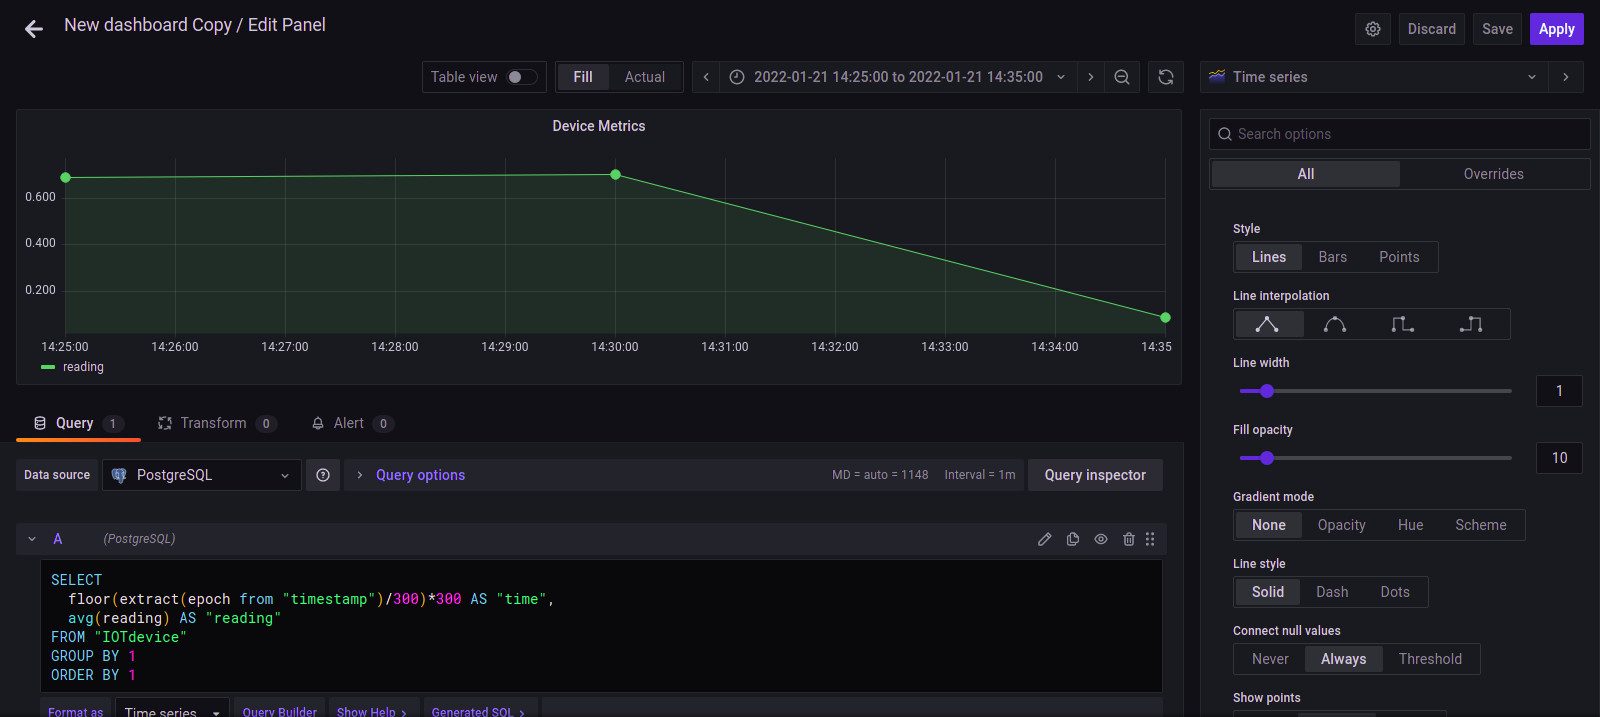 New dashboard Copy / Edit Panel
Discard
Save
Apply
Table view
Fill
Actual
2022-01-21 14:25:00 to 2022-01-21 14:35:00
Time series
Device Metrics
0.600
0.400
0.200
14:25:00
14:26:00
14:27:00
14:28:00
14:29:00
14:30:00
14:31:00
14:32:00
14:33:00
14:34:00
14:35
reading
Query 1
Transform 0
Alert 0
Data source
PostgreSQL
Query options
MD = auto = 1148
Interval = 1m
Query inspector
A
(PostgreSQL)
SELECT
floor(extract(epoch from "timestamp")/300)*300 AS "time",
avg(reading) AS "reading"
FROM "IOTdevice"
GROUP BY 1
ORDER BY 1
Format as
Time series
Query Builder
Show Help >
Generated SQL >
Search options
All
Overrides
Style
Lines
Bars
Points
Line interpolation
Line width
1
Fill opacity
10
Gradient mode
None
Opacity
Hue
Scheme
Line style
Solid
Dash
Dots
Connect null values
Never
Always
Threshold
Show points